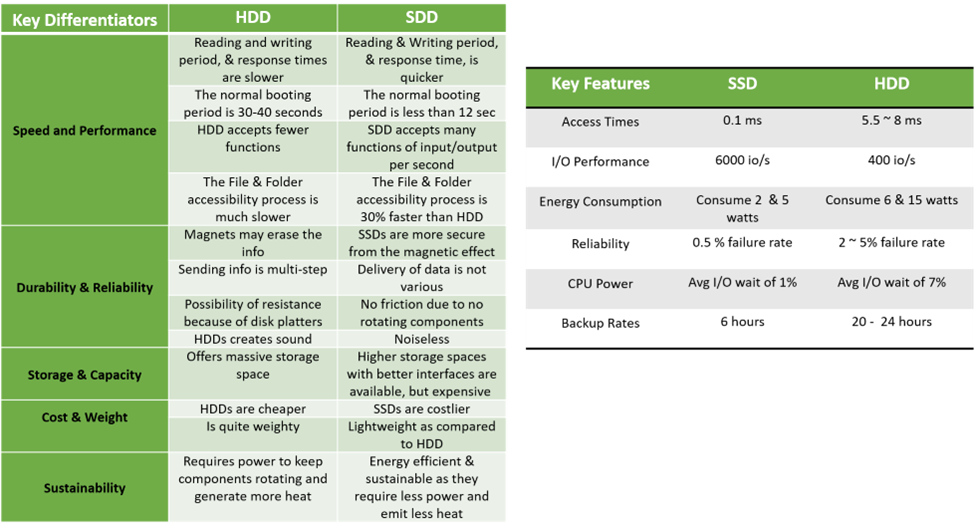 Key Differentiators HDD SDD
Speed and Performance
Reading and writing
period, & response times
are slower
Reading & Writing period,
& response time, is
quicker
The normal booting
period is 30-40 seconds
The normal booting
period is less than 12 sec
HDD accepts fewer
functions
SDD accepts many
functions of input/output
per second
The File & Folder
accessibility process is
much slower
The File & Folder
accessibility process is
30% faster than HDD
Durability & Reliability
Magnets may erase the
info
SSDs are more secure
from the magnetic effect
Sending info is multi-step
Delivery of data is not
various
Possibility of resistance
because of disk platters
No friction due to no
rotating components
HDDs creates sound
Noiseless
Storage & Capacity
Offers massive storage
space
Higher storage spaces
with better interfaces are
available, but expensive
Cost & Weight
HDDs are cheaper
SSDs are costlier
Is quite weighty
Lightweight as compared
to HDD
Sustainability
Requires power to keep
components rotating and
generate more heat
Energy efficient &
sustainable as they
require less power and
emit less heat
Key Features SSD HDD
Access Times 0.1 ms 5.5 ~ 8 ms
I/O Performance 6000 io/s 400 io/s
Energy Consumption
Consume 2 & 5
watts
Consume 6 & 15 watts
Reliability 0.5 % failure rate 2 ~ 5% failure rate
CPU Power Avg I/O wait of 1% Avg I/O wait of 7%
Backup Rates 6 hours 20 - 24 hours